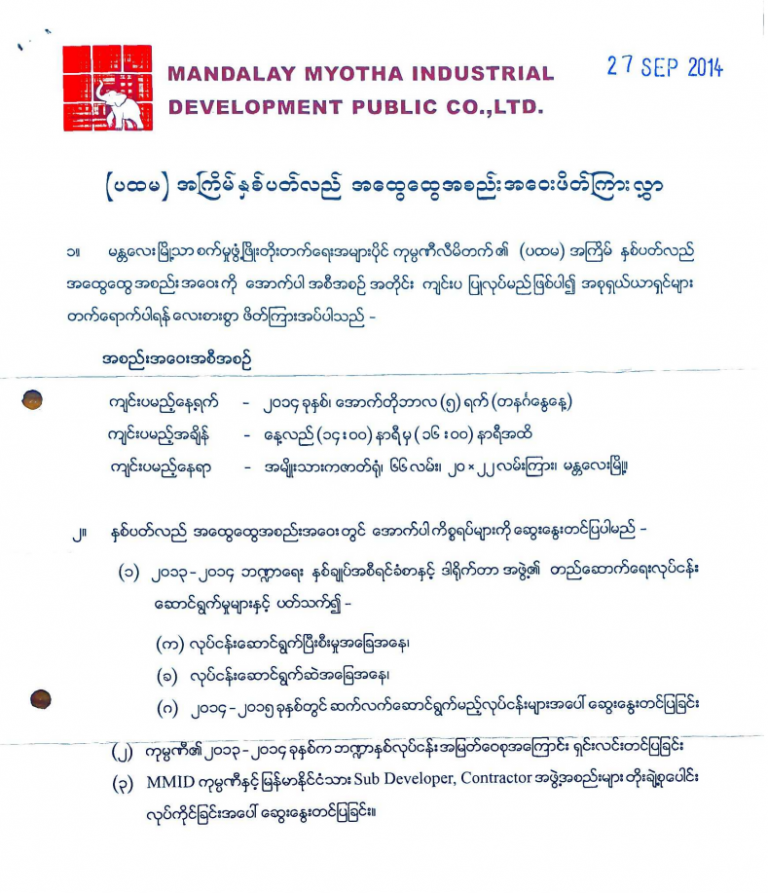 MANDALAY MYOTHA INDUSTRIAL
DEVELOPMENT PUBLIC CO.,LTD.
27 SEP 2014
(ပထမ) အကြိမ် နှစ်ပတ်လည် အထွေထွေအစည်းအဝေးဖိတ်ကြားလွှာ
၁။ မန္တလေးမြို့သာစက်မှုဖွံ့ဖြိုးတိုးတက်ရေးအများပိုင် ကုမ္ပဏီလီမိတက်၏ (ပထမ) အကြိမ် နှစ်ပတ်လည်
အထွေထွေအစည်းအဝေးကို အောက်ပါ အစီအစဉ် အတိုင်း ကျင်းပ ပြုလုပ်မည်ဖြစ်ပါ၍ အစုရှယ်ယာရှင်များ
တက်ရောက်ပါရန် လေးစားစွာ ဖိတ်ကြားအပ်ပါသည် -
အစည်းအဝေးအစီအစဉ်
ကျင်းပမည့်နေ့ရက် - ၂၀၁၄ ခုနှစ်၊ အောက်တိုဘာလ (၅) ရက် (တနင်္ဂနွေနေ့)
ကျင်းပမည့်အချိန် - နေ့လည် (၁၄း၀၀) နာရီမှ (၁၆း၀၀) နာရီအထိ
ကျင်းပမည့်နေရာ - အမျိုးသားကဇာတ်ရုံ၊ ၆၆ လမ်း၊ ၂၀ × ၂၂ လမ်းကြား၊ မန္တလေးမြို့။
၂။ နှစ်ပတ်လည် အထွေထွေအစည်းအဝေးတွင် အောက်ပါကိစ္စရပ်များကို ဆွေးနွေးတင်ပြပါမည် -
(၁) ၂၀၁၃-၂၀၁၄ ဘဏ္ဍာရေး နှစ်ချုပ်အစီရင်ခံစာနှင့် ဒါရိုက်တာ အဖွဲ့၏ တည်ဆောက်ရေးလုပ်ငန်း
ဆောင်ရွက်မှုများနှင့် ပတ်သက်၍ -
(က) လုပ်ငန်းဆောင်ရွက်ပြီးစီးမှုအခြေအနေ၊
(ခ) လုပ်ငန်းဆောင်ရွက်ဆဲအခြေအနေ၊
(ဂ) ၂၀၁၄-၂၀၁၅ ခုနှစ်တွင် ဆက်လက်ဆောင်ရွက်မည့်လုပ်ငန်းများအပေါ် ဆွေးနွေးတင်ပြခြင်း
(၂) ကုမ္ပဏီ၏ ၂၀၁၃-၂၀၁၄ ခုနှစ်က ဘဏ္ဍာနှစ်လုပ်ငန်း အမြတ်ဝေစုအကြောင်း ရှင်းလင်းတင်ပြခြင်း
(၃) MMID ကုမ္ပဏီနှင့် မြန်မာနိုင်ငံသား Sub Developer, Contractor အဖွဲ့အစည်းများ တိုးချဲ့စုပေါင်း
လုပ်ကိုင်ခြင်းအပေါ် ဆွေးနွေးတင်ပြခြင်း။